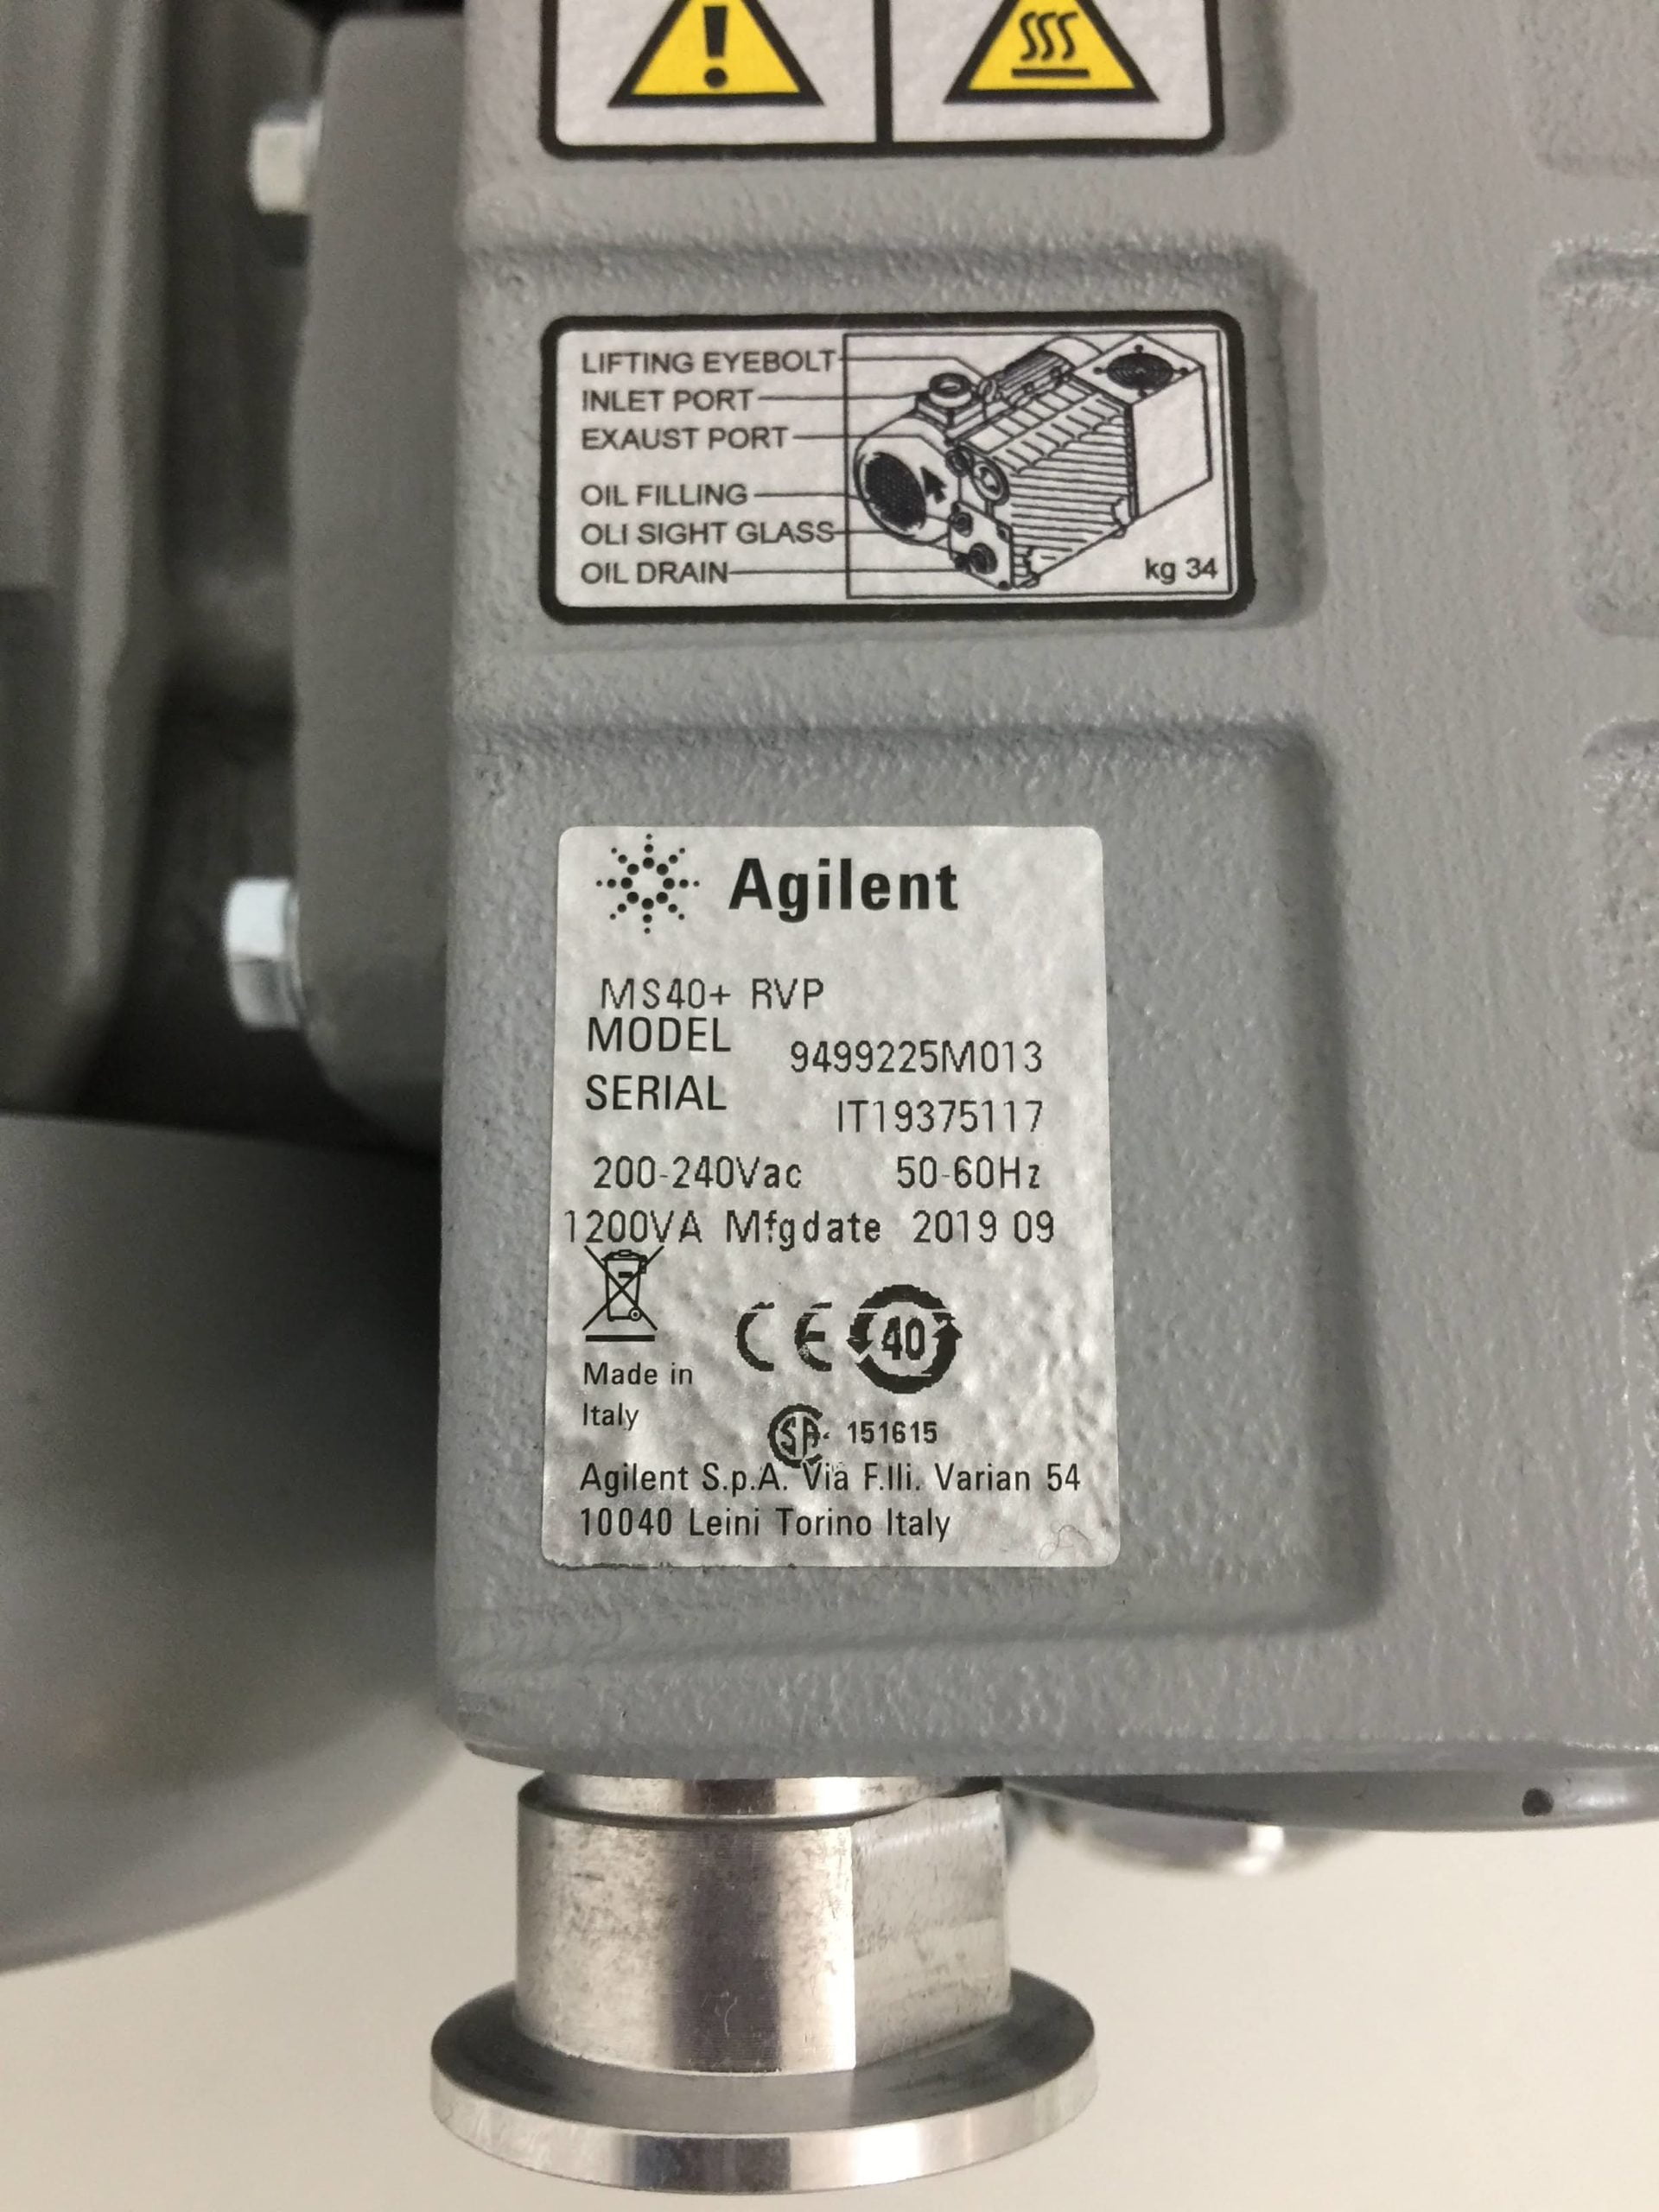 LIFTING EYEBOLT
INLET PORT
EXAUST PORT
OIL FILLING
OLI SIGHT GLASS
OIL DRAIN
kg 34
Agilent
MS40+ RVP
MODEL 9499225M013
SERIAL IT19375117
200-240Vac 50-60Hz
1200VA Mfgdate 2019 09
CE 40
Made in
Italy
SA 151615
Agilent S.p.A. Via F.lli. Varian 54
10040 Leini Torino Italy